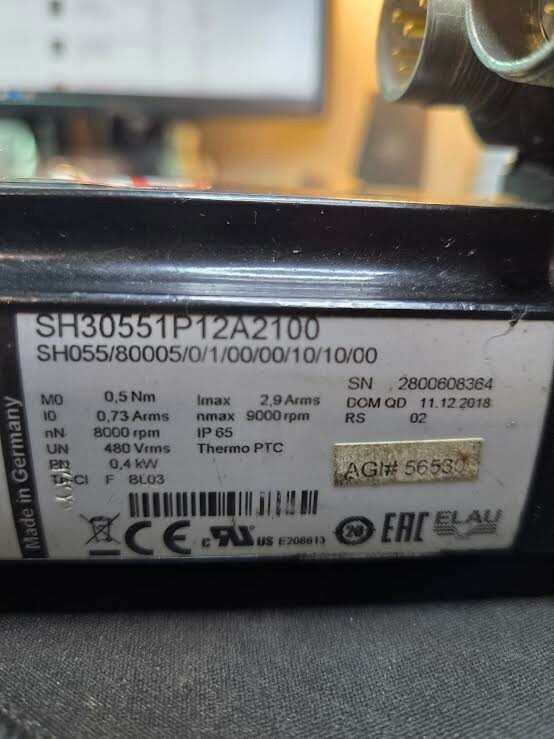 SH30551P12A2100
SH055/80005/0/1/00/00/10/10/00
SN 2800608364
M0 0,5 Nm Imax 2,9 Arms DCM QD 11.12.2018
I0 0,73 Arms nmax 9000 rpm RS 02
nN 8000 rpm IP 65
UN 480 Vrms Thermo PTC
PN 0,4 kW
AGI# 56530
Th-Cl F BL03
CE c US E208613 EAC ELAU
Made in Germany